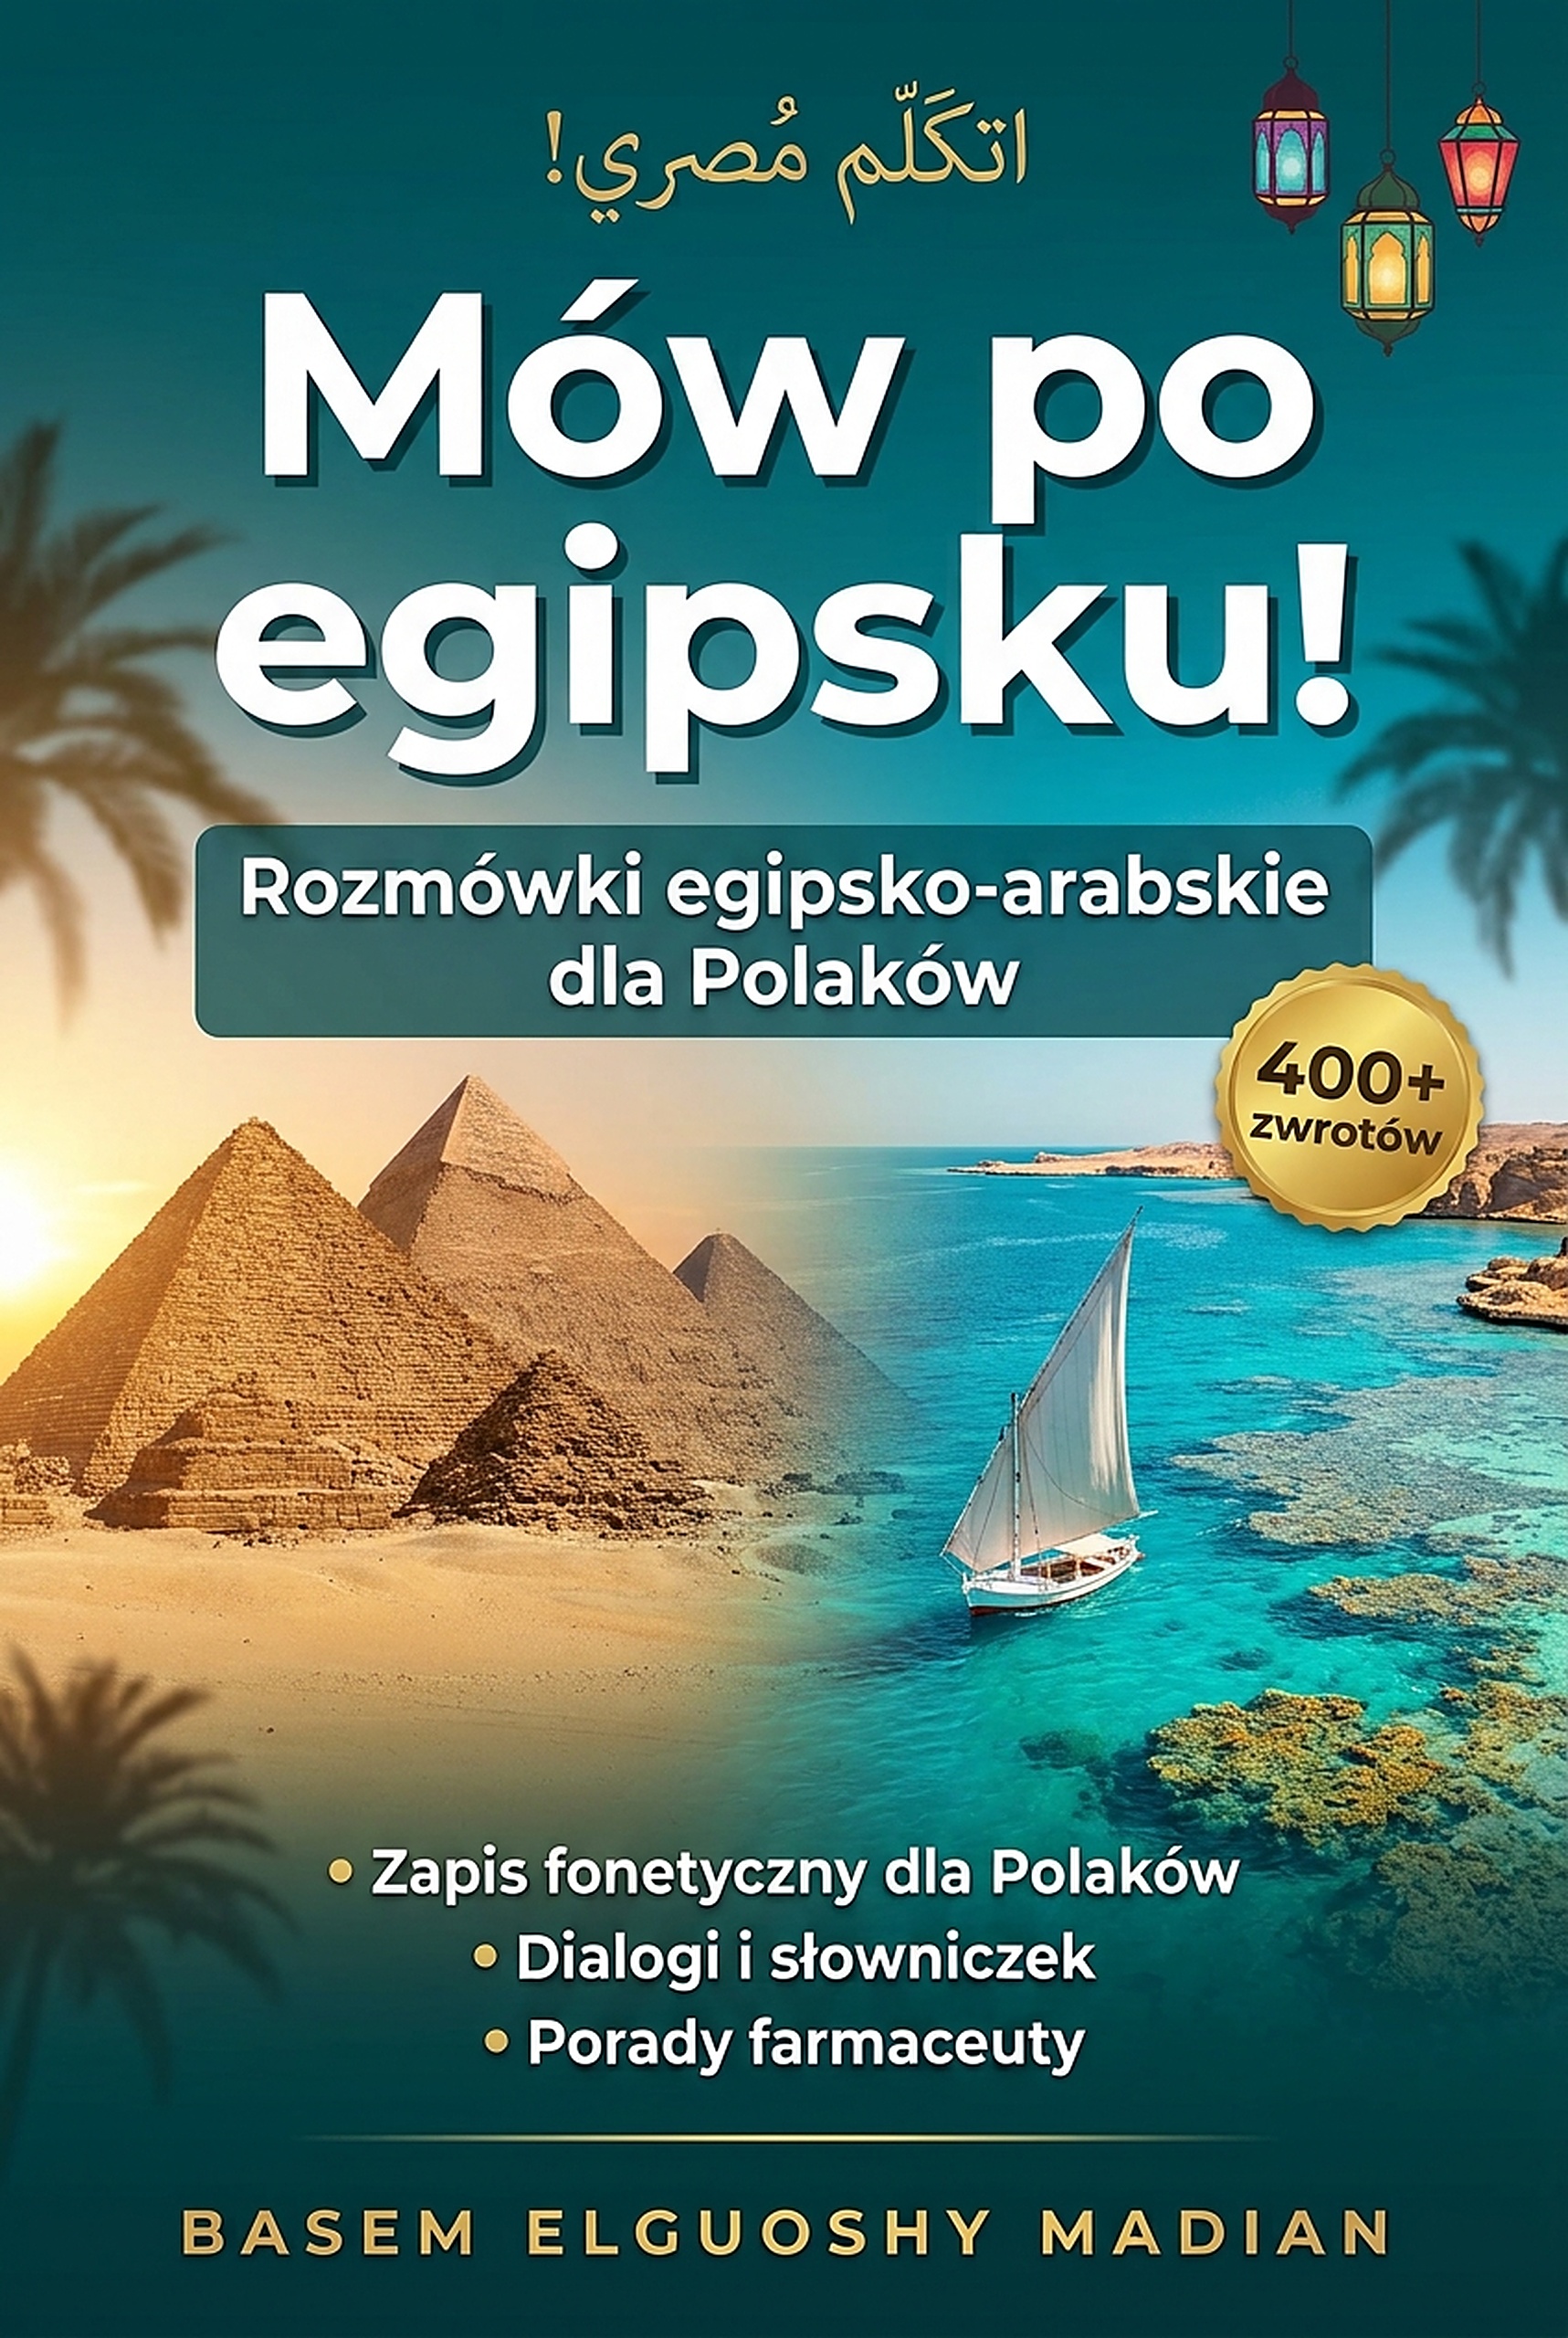 اتكَلّم مُصري!
Mów po
egipsku!
Rozmówki egipsko-arabskie
dla Polaków
400+
zwrotów
• Zapis fonetyczny dla Polaków
• Dialogi i słowniczek
• Porady farmaceuty
BASEM ELGUOSHY MADIAN